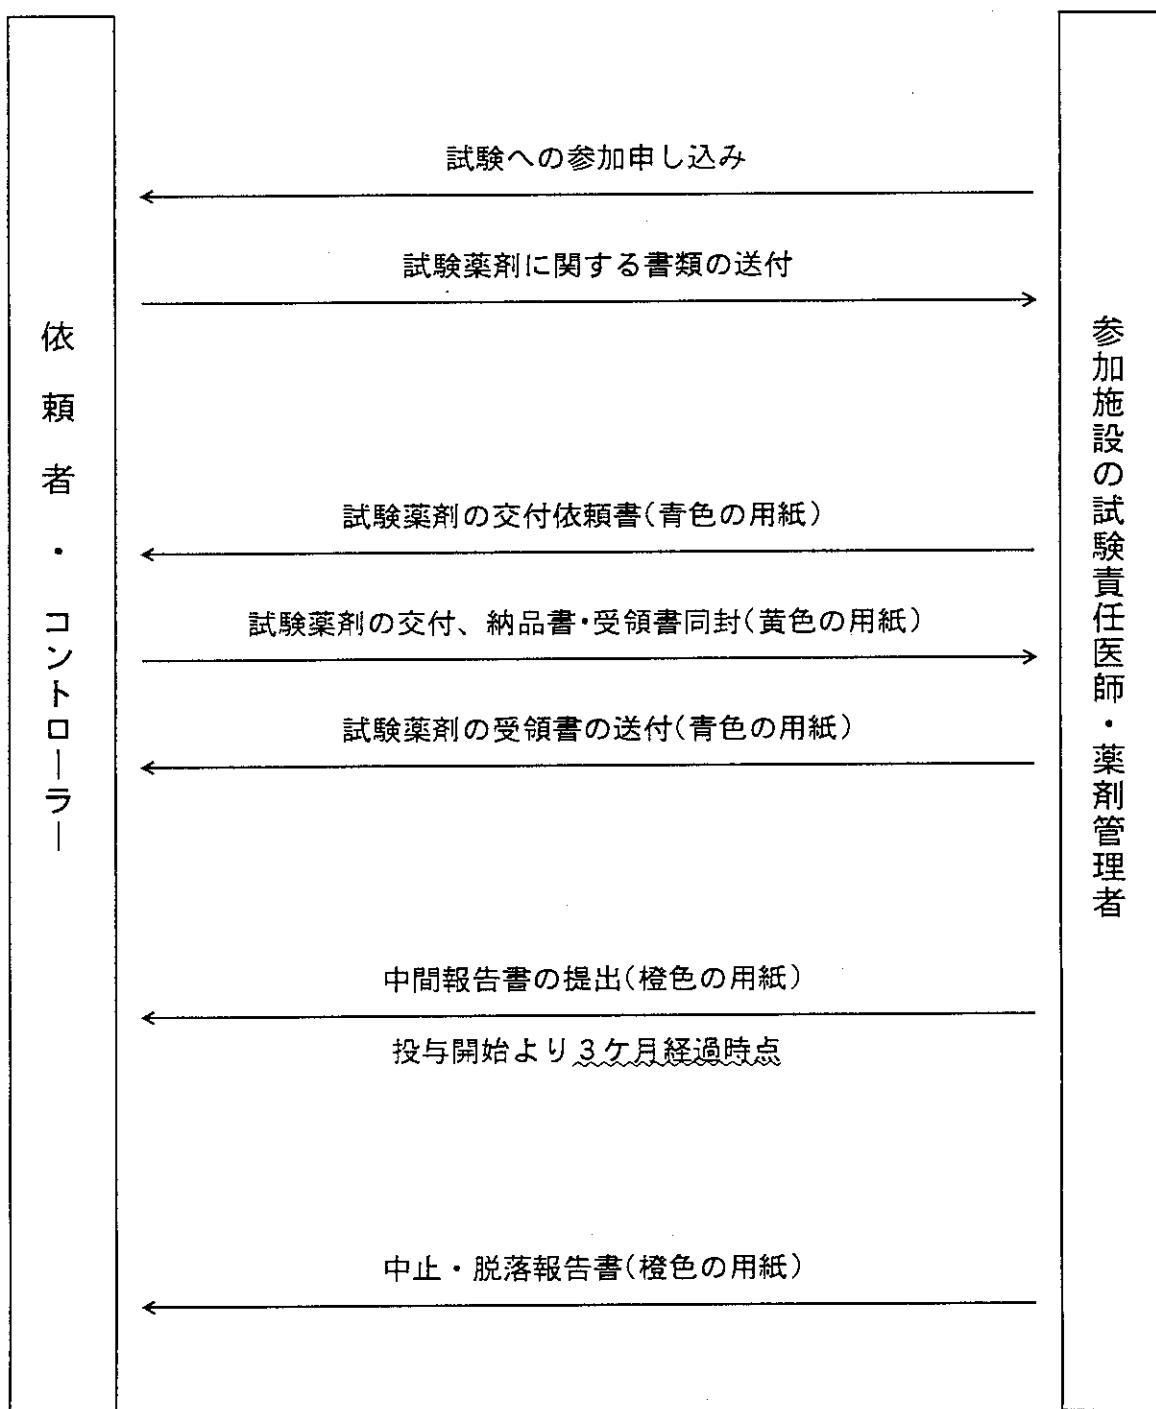 試験への参加申し込み
試験薬剤に関する書類の送付
依頼者・コントローラー
参加施設の試験責任医師・薬剤管理者
試験薬剤の交付依頼書(青色の用紙)
試験薬剤の交付、納品書・受領書同封(黄色の用紙)
試験薬剤の受領書の送付(青色の用紙)
中間報告書の提出(橙色の用紙)
投与開始より3ケ月経過時点
中止・脱落報告書(橙色の用紙)